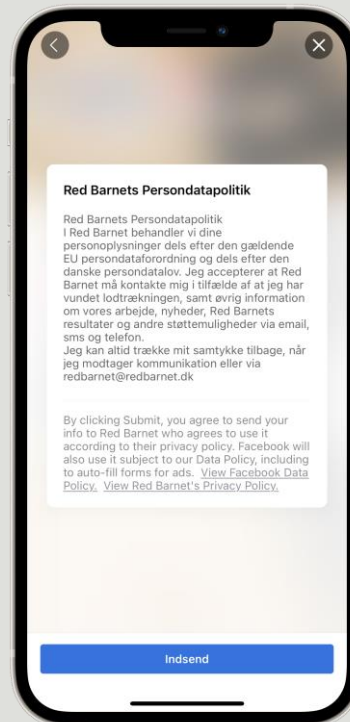 Red Barnets Persondatapolitik
Red Barnets Persondatapolitik
I Red Barnet behandler vi dine
personoplysninger dels efter den gældende
EU persondataforordning og dels efter den
danske persondatalov. Jeg accepterer at Red
Barnet må kontakte mig i tilfælde af at jeg har
vundet lodtrækningen, samt øvrig information
om vores arbejde, nyheder, Red Barnets
resultater og andre støttemuligheder via email,
sms og telefon.
Jeg kan altid trække mit samtykke tilbage, når
jeg modtager kommunikation eller via
redbarnet@redbarnet.dk
By clicking Submit, you agree to send your
info to Red Barnet who agrees to use it
according to their privacy policy. Facebook will
also use it subject to our Data Policy, including
to auto-fill forms for ads. View Facebook Data
Policy. View Red Barnet's Privacy Policy.
Indsend